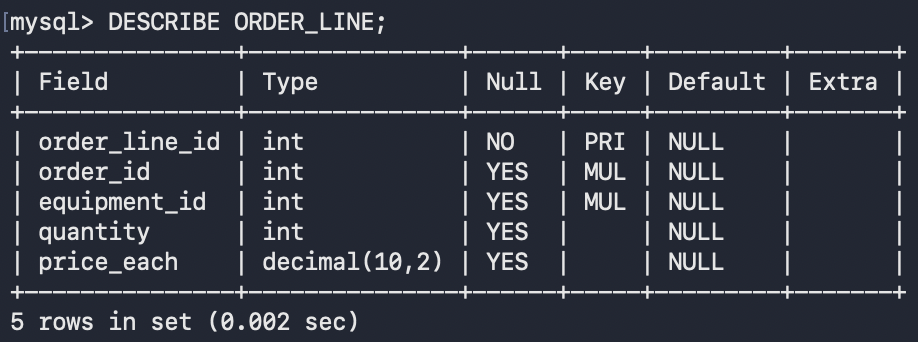 [mysql> DESCRIBE ORDER_LINE;
+---------------+---------------+------+-----+---------+-------+
| Field         | Type          | Null | Key | Default | Extra |
+---------------+---------------+------+-----+---------+-------+
| order_line_id | int           | NO   | PRI | NULL    |       |
| order_id      | int           | YES  | MUL | NULL    |       |
| equipment_id  | int           | YES  | MUL | NULL    |       |
| quantity      | int           | YES  |     | NULL    |       |
| price_each    | decimal(10,2) | YES  |     | NULL    |       |
+---------------+---------------+------+-----+---------+-------+
5 rows in set (0.002 sec)